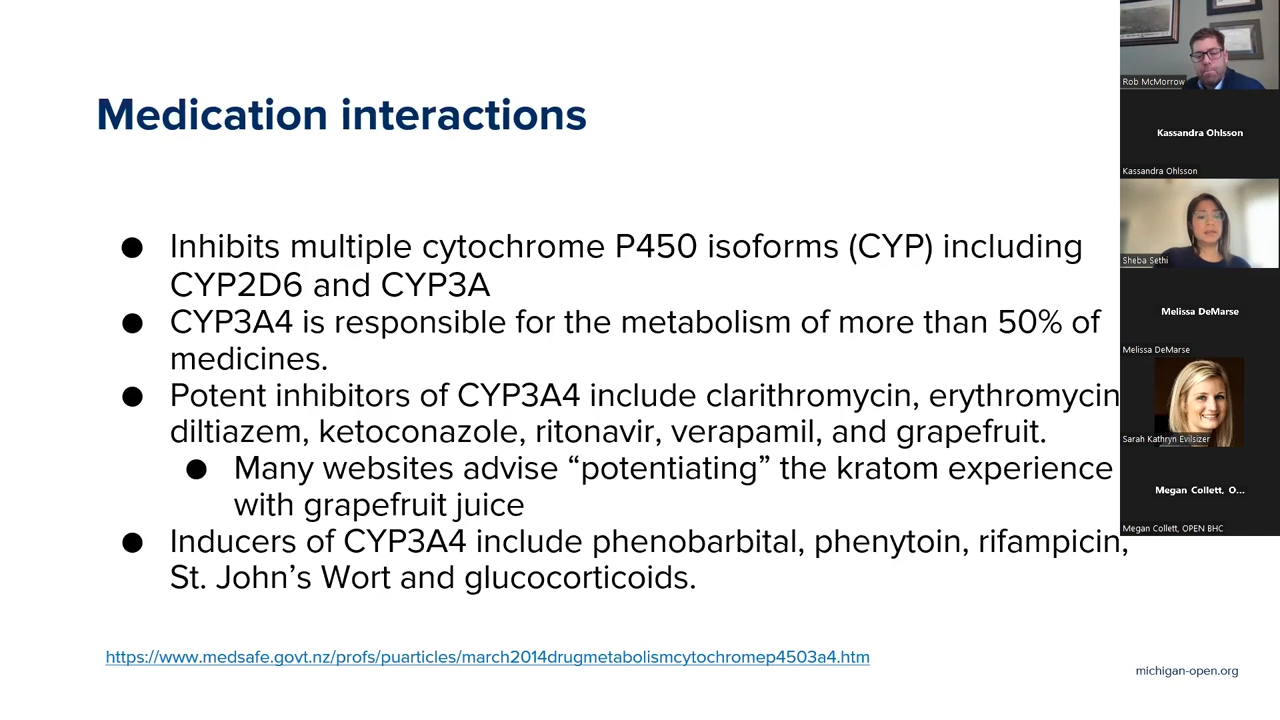 Medication interactions
● Inhibits multiple cytochrome P450 isoforms (CYP) including
CYP2D6 and CYP3A
● CYP3A4 is responsible for the metabolism of more than 50% of
medicines.
● Potent inhibitors of CYP3A4 include clarithromycin, erythromycin
diltiazem, ketoconazole, ritonavir, verapamil, and grapefruit.
● Many websites advise “potentiating” the kratom experience
with grapefruit juice
● Inducers of CYP3A4 include phenobarbital, phenytoin, rifampicin,
St. John’s Wort and glucocorticoids.
https://www.medsafe.govt.nz/profs/puarticles/march2014drugmetabolismcytochromep4503a4.htm
michigan-open.org
Rob McMorrow
Kassandra Ohlsson
Kassandra Ohlsson
Sheba Sethi
Melissa DeMarse
Melissa DeMarse
Sarah Kathryn Evilsizer
Megan Collett, O...
Megan Collett, OPEN BHC